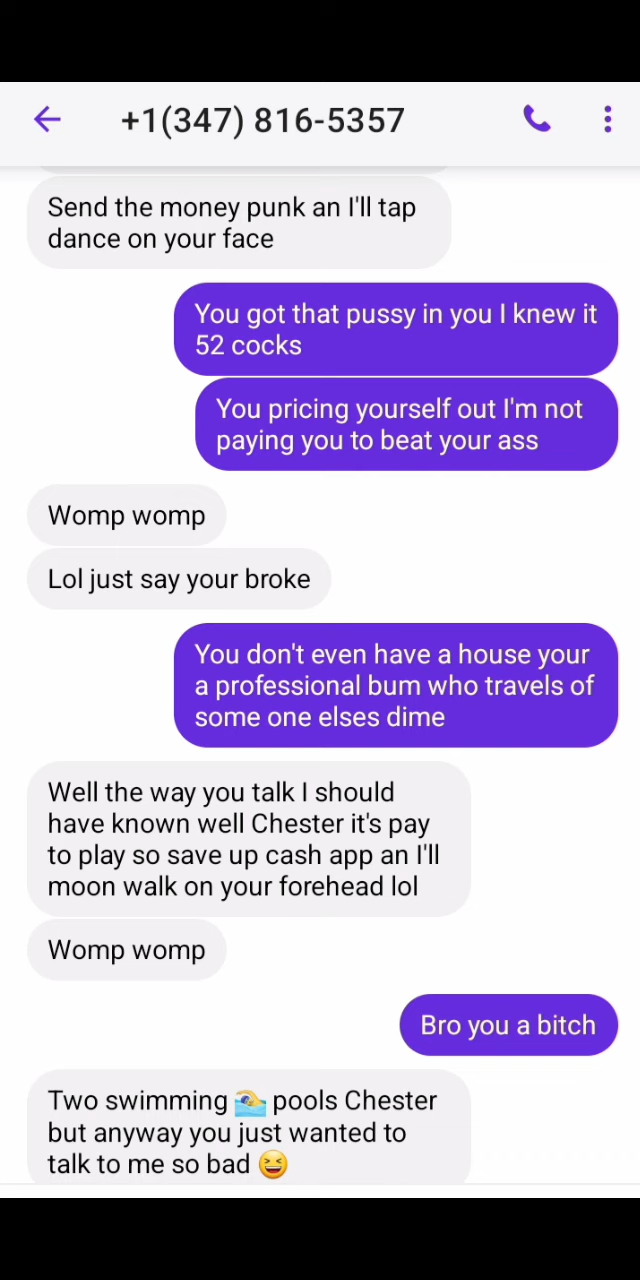 +1(347) 816-5357
Send the money punk an I'll tap
dance on your face
You got that pussy in you I knew it
52 cocks
You pricing yourself out I'm not
paying you to beat your ass
Womp womp
Lol just say your broke
You don't even have a house your
a professional bum who travels of
some one elses dime
Well the way you talk I should
have known well Chester it's pay
to play so save up cash app an I'll
moon walk on your forehead lol
Womp womp
Bro you a bitch
Two swimming 🏊 pools Chester
but anyway you just wanted to
talk to me so bad 😆